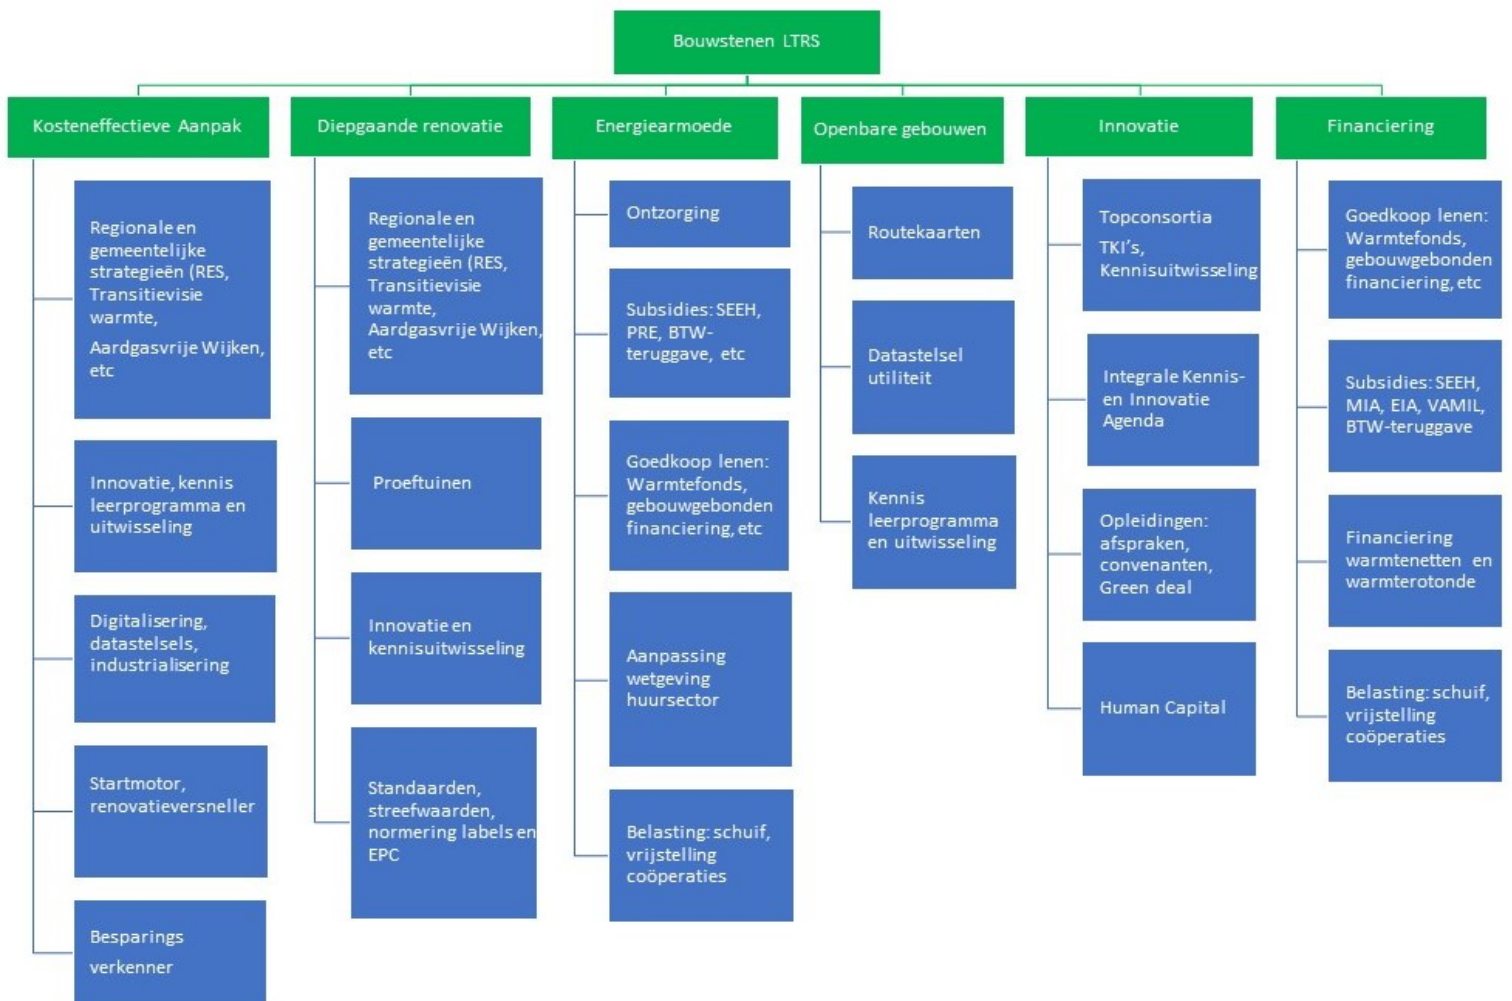 Bouwstenen LTRS
Kosteneffectieve Aanpak
Regionale en
gemeentelijke
strategieën (RES,
Transitievisie
warmte,
Aardgasvrije Wijken,
etc
Innovatie, kennis
leerprogramma en
uitwisseling
Digitalisering,
datastelsels,
industrialisering
Startmotor,
renovatieversneller
Besparings
verkenner
Diepgaande renovatie
Regionale en
gemeentelijke
strategieën (RES,
Transitievisie
warmte,
Aardgasvrije Wijken,
etc
Proeftuinen
Innovatie en
kennisuitwisseling
Standaarden,
streefwaarden,
normering labels en
EPC
Energiearmoede
Ontzorging
Subsidies: SEEH,
PRE, BTW-
teruggave, etc
Goedkoop lenen:
Warmtefonds,
gebouwgebonden
financiering, etc
Aanpassing
wetgeving
huursector
Belasting: schuif,
vrijstelling
coöperaties
Openbare gebouwen
Routekaarten
Datastelsel
utiliteit
Kennis
leerprogramma
en uitwisseling
Innovatie
Topconsortia
TKI's,
Kennisuitwisseling
Integrale Kennis-
en Innovatie
Agenda
Opleidingen:
afspraken,
convenanten,
Green deal
Human Capital
Financiering
Goedkoop lenen:
Warmtefonds,
gebouwgebonden
financiering, etc
Subsidies: SEEH,
MIA, EIA, VAMIL,
BTW-teruggave
Financiering
warmtenetten en
warmterotonde
Belasting: schuif,
vrijstelling
coöperaties